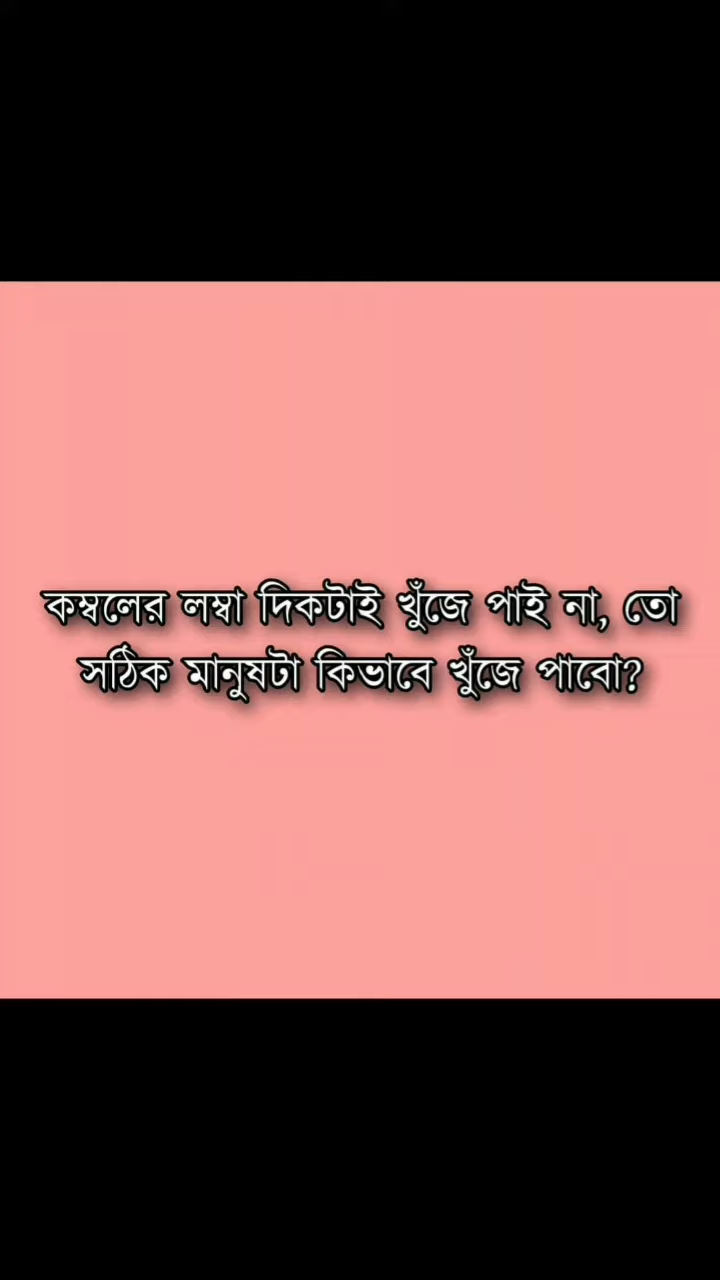 কম্বলের লম্বা দিকটাই খুঁজে পাই না, তো
সঠিক মানুষটা কিভাবে খুঁজে পাবো?